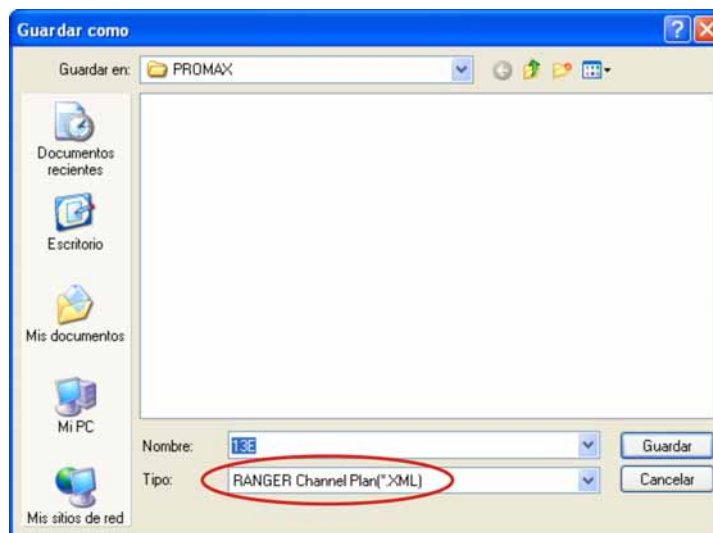 Guardar como
Guardar en:
PROMAX
Documentos
recientes
Escritorio
Mis documentos
Mi PC
Mis sitios de red
Nombre:
13E
Guardar
Tipo:
RANGER Channel Plan(*.XML)
Cancelar